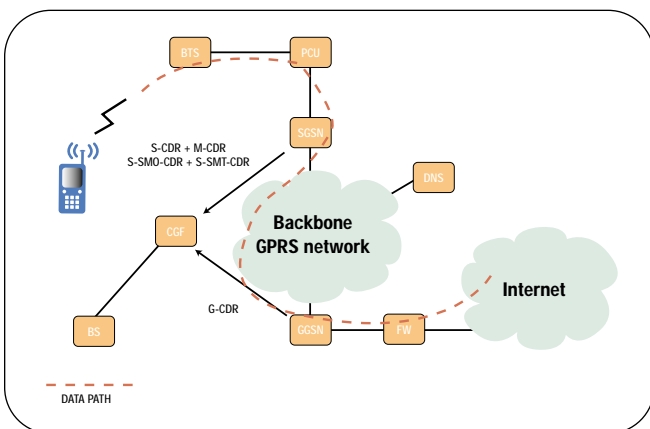 BTS
PCU
SGSN
S-CDR + M-CDR
S-SMO-CDR + S-SMT-CDR
DNS
Backbone
GPRS network
CGF
Internet
G-CDR
BS
GGSN
FW
DATA PATH